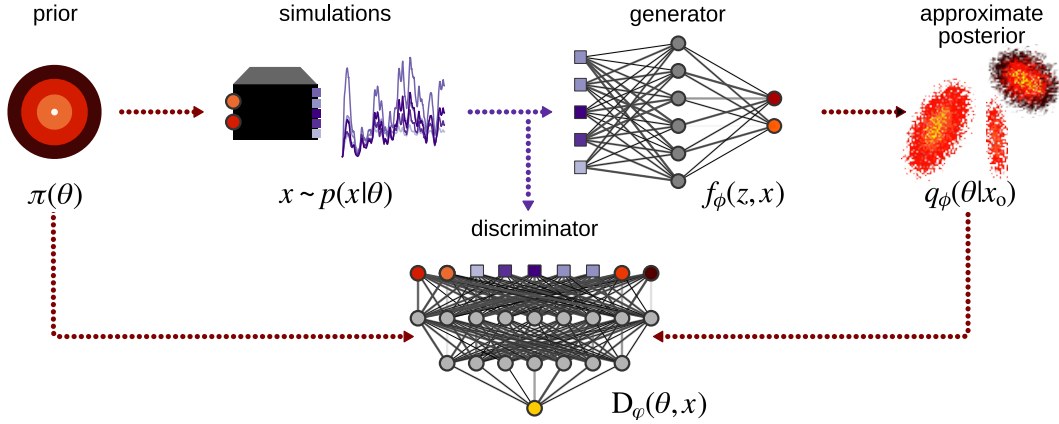 prior
simulations
generator
approximate
posterior
π(θ)
x ~ p(x|θ)
f_ϕ(z, x)
q_ϕ(θ|x_o)
discriminator
D_φ(θ, x)